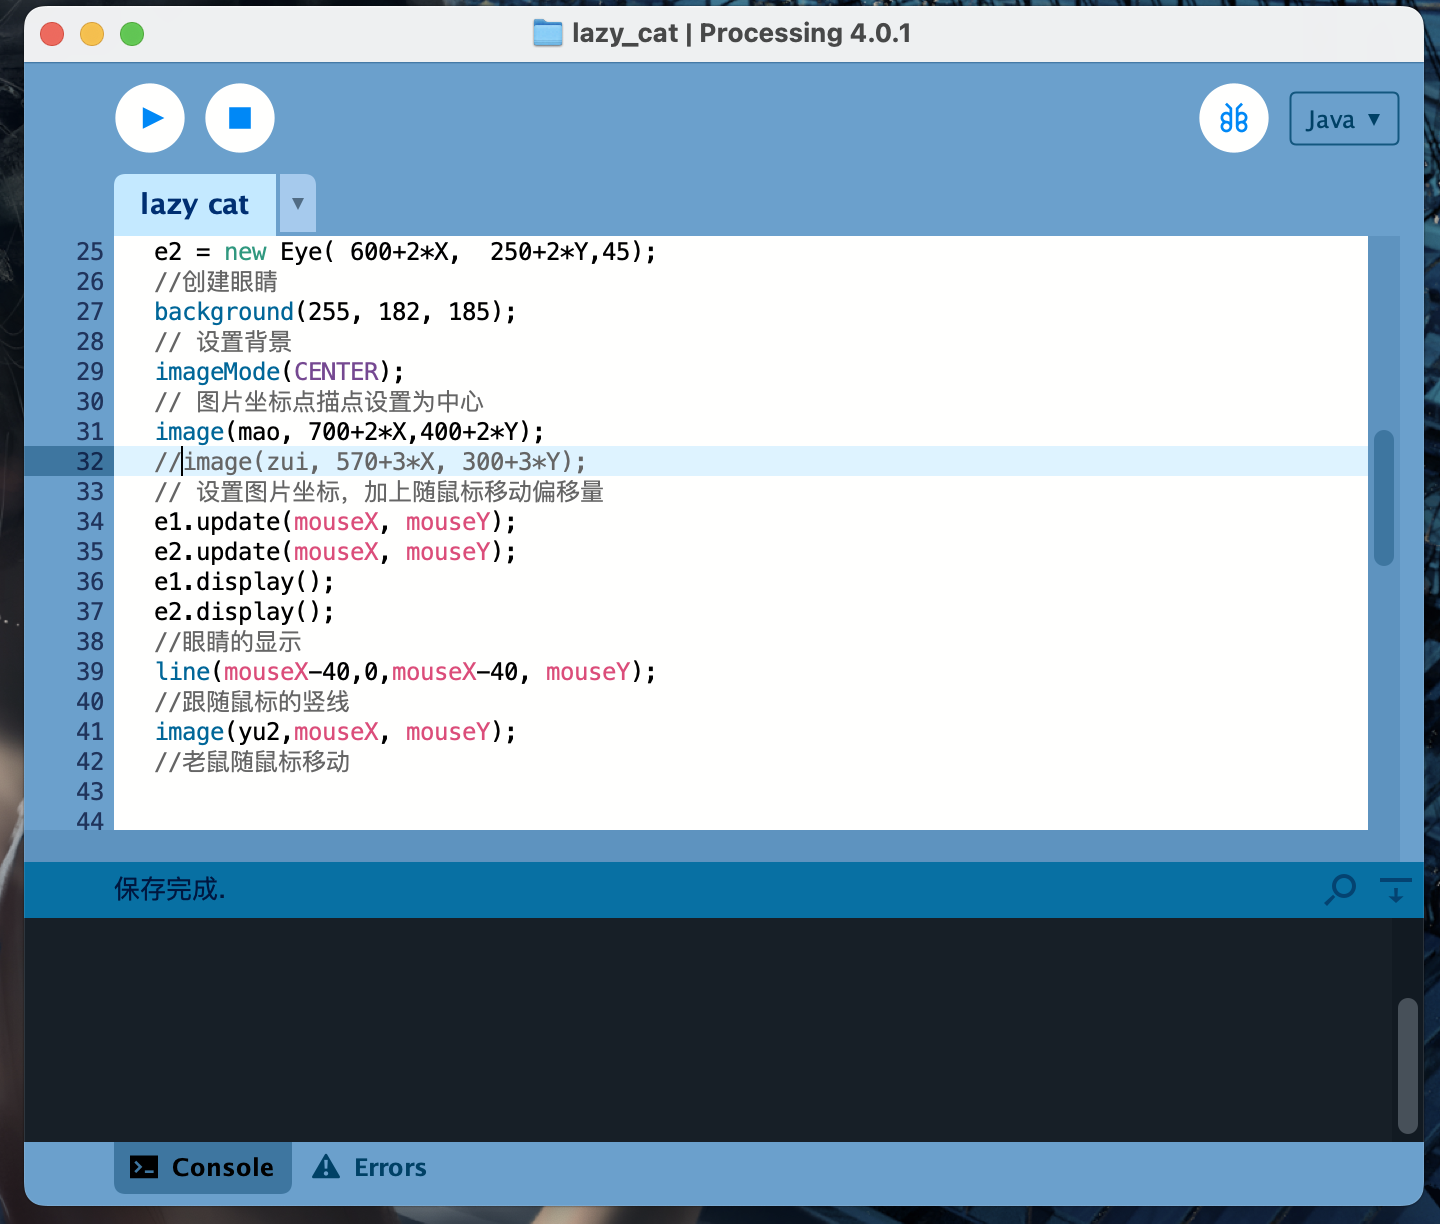 lazy_cat | Processing 4.0.1
Java ▼
lazy cat ▼
25 e2 = new Eye( 600+2*X,  250+2*Y,45);
26 //创建眼睛
27 background(255, 182, 185);
28 // 设置背景
29 imageMode(CENTER);
30 // 图片坐标点描点设置为中心
31 image(mao, 700+2*X,400+2*Y);
32 //image(zui, 570+3*X, 300+3*Y);
33 // 设置图片坐标，加上随鼠标移动偏移量
34 e1.update(mouseX, mouseY);
35 e2.update(mouseX, mouseY);
36 e1.display();
37 e2.display();
38 //眼睛的显示
39 line(mouseX-40,0,mouseX-40, mouseY);
40 //跟随鼠标的竖线
41 image(yu2,mouseX, mouseY);
42 //老鼠随鼠标移动
43
44
保存完成.
Console
Errors